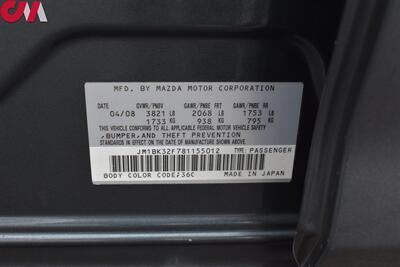 EX
MFD. BY MAZDA MOTOR CORPORATION
DATE GVWR/PNBV GAWR/PNBE FRT GAWR/PNBE RR
04/08 3821 LB 2068 LB 1753 LB
1733 KG 938 KG 795 KG
THIS VEHICLE CONFORMS TO ALL APPLICABLE FEDERAL MOTOR VEHICLE SAFETY
,BUMPER,AND THEFT PREVENTION
STANDARDS IN EFFECT ON THE DATE OF MANUFACTURE SHOWN ABOVE.
JM1BK32F781155012 TYPE:PASSENGER
BODY COLOR CODE:36C MADE IN JAPAN